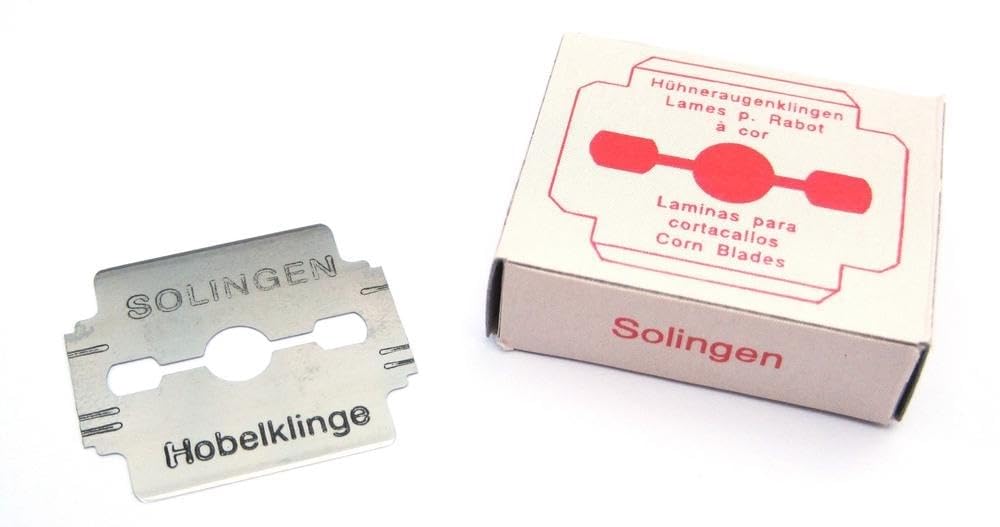 SOLINGEN
Hobelklinge
Hühneraugenklingen
Lames p. Rabot
à cor
Laminas para
cortacallos
Corn Blades
Solingen